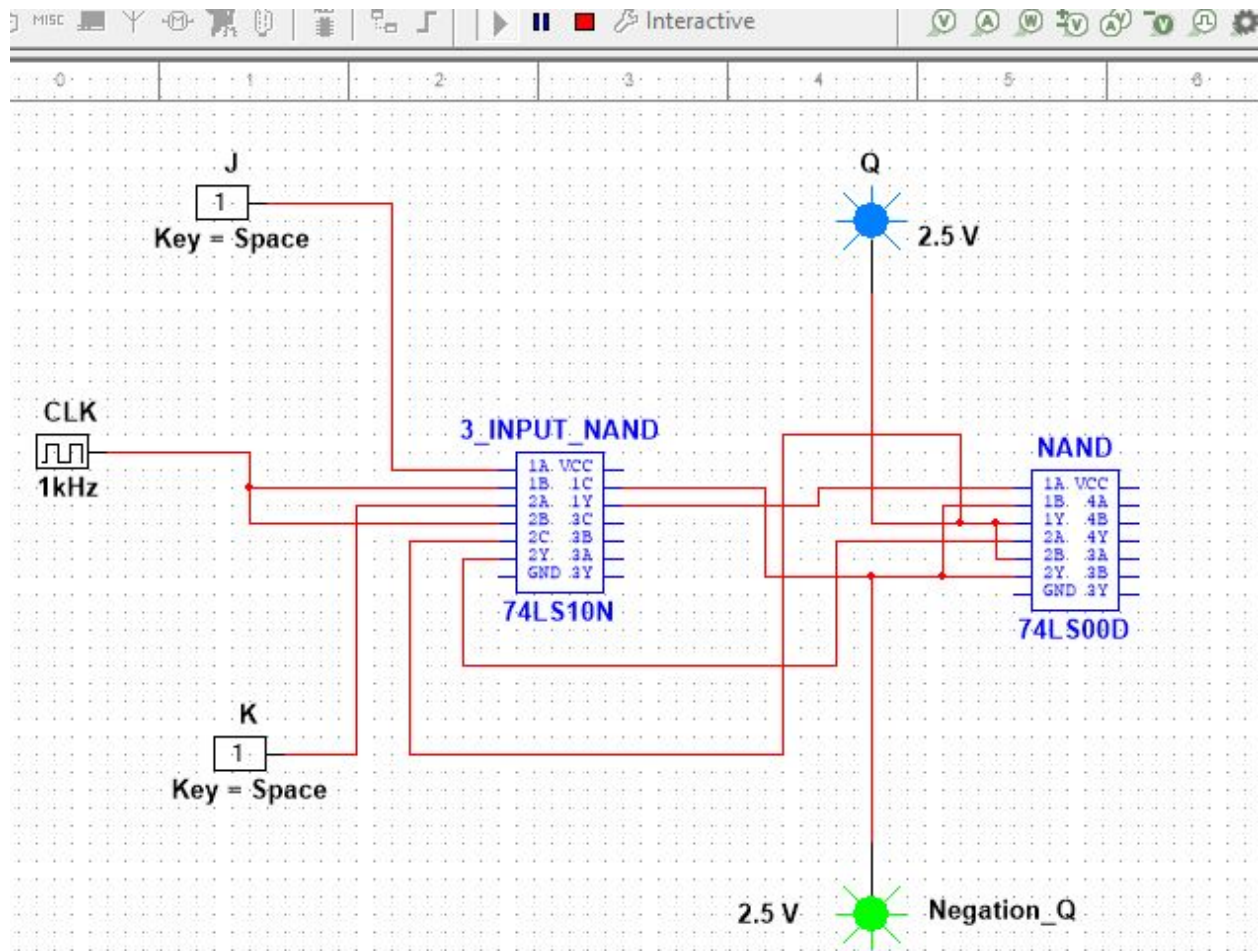 MISC
Interactive
0 1 2 3 4 5 6
J
1
Key = Space
Q
2.5 V
CLK
1kHz
3_INPUT_NAND
1A VCC
1B 1C
2A 1Y
2B 3C
2C 3B
2Y 3A
GND 3Y
74LS10N
NAND
1A VCC
1B 4A
1Y 4B
2A 4Y
2B 3A
2Y 3B
GND 3Y
74LS00D
K
1
Key = Space
2.5 V
Negation_Q